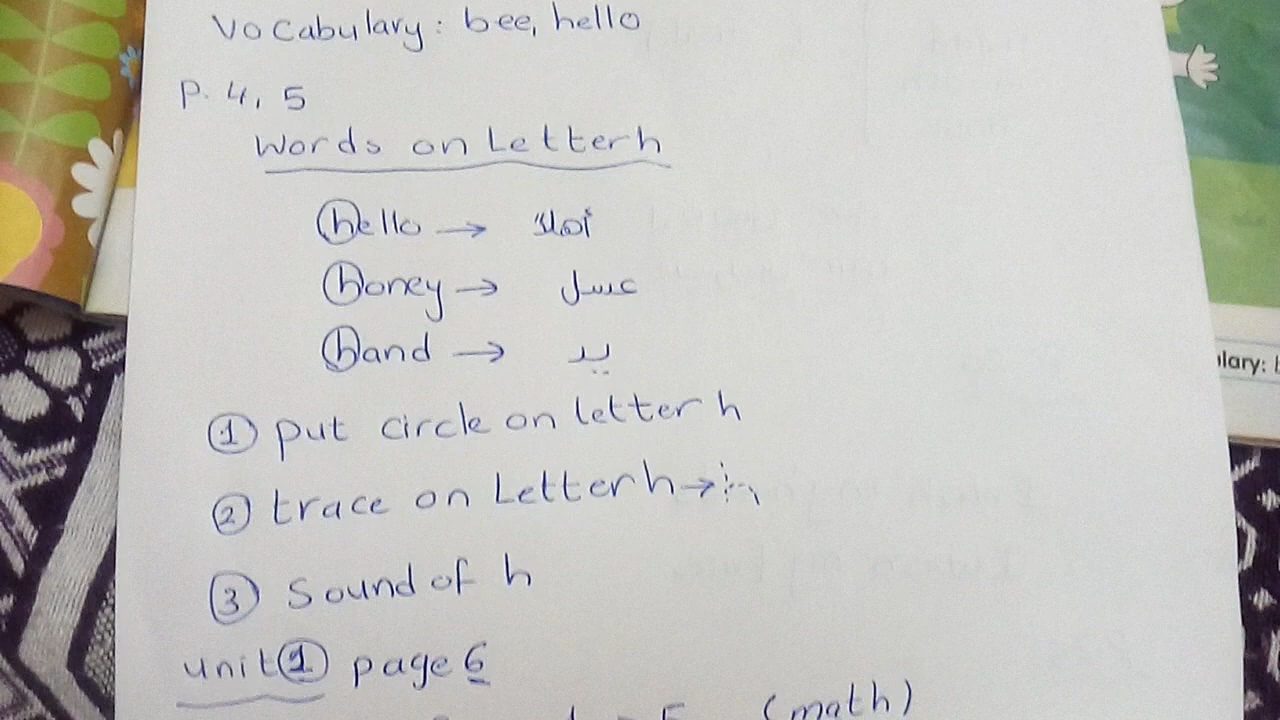 Vocabulary: bee, hello
P. 4, 5
words on Letter h
hello → أهلاً
honey → عسل
hand → يد
① put circle on letter h
② trace on Letter h → h
③ Sound of h
unit ① page 6
(math)
lary: